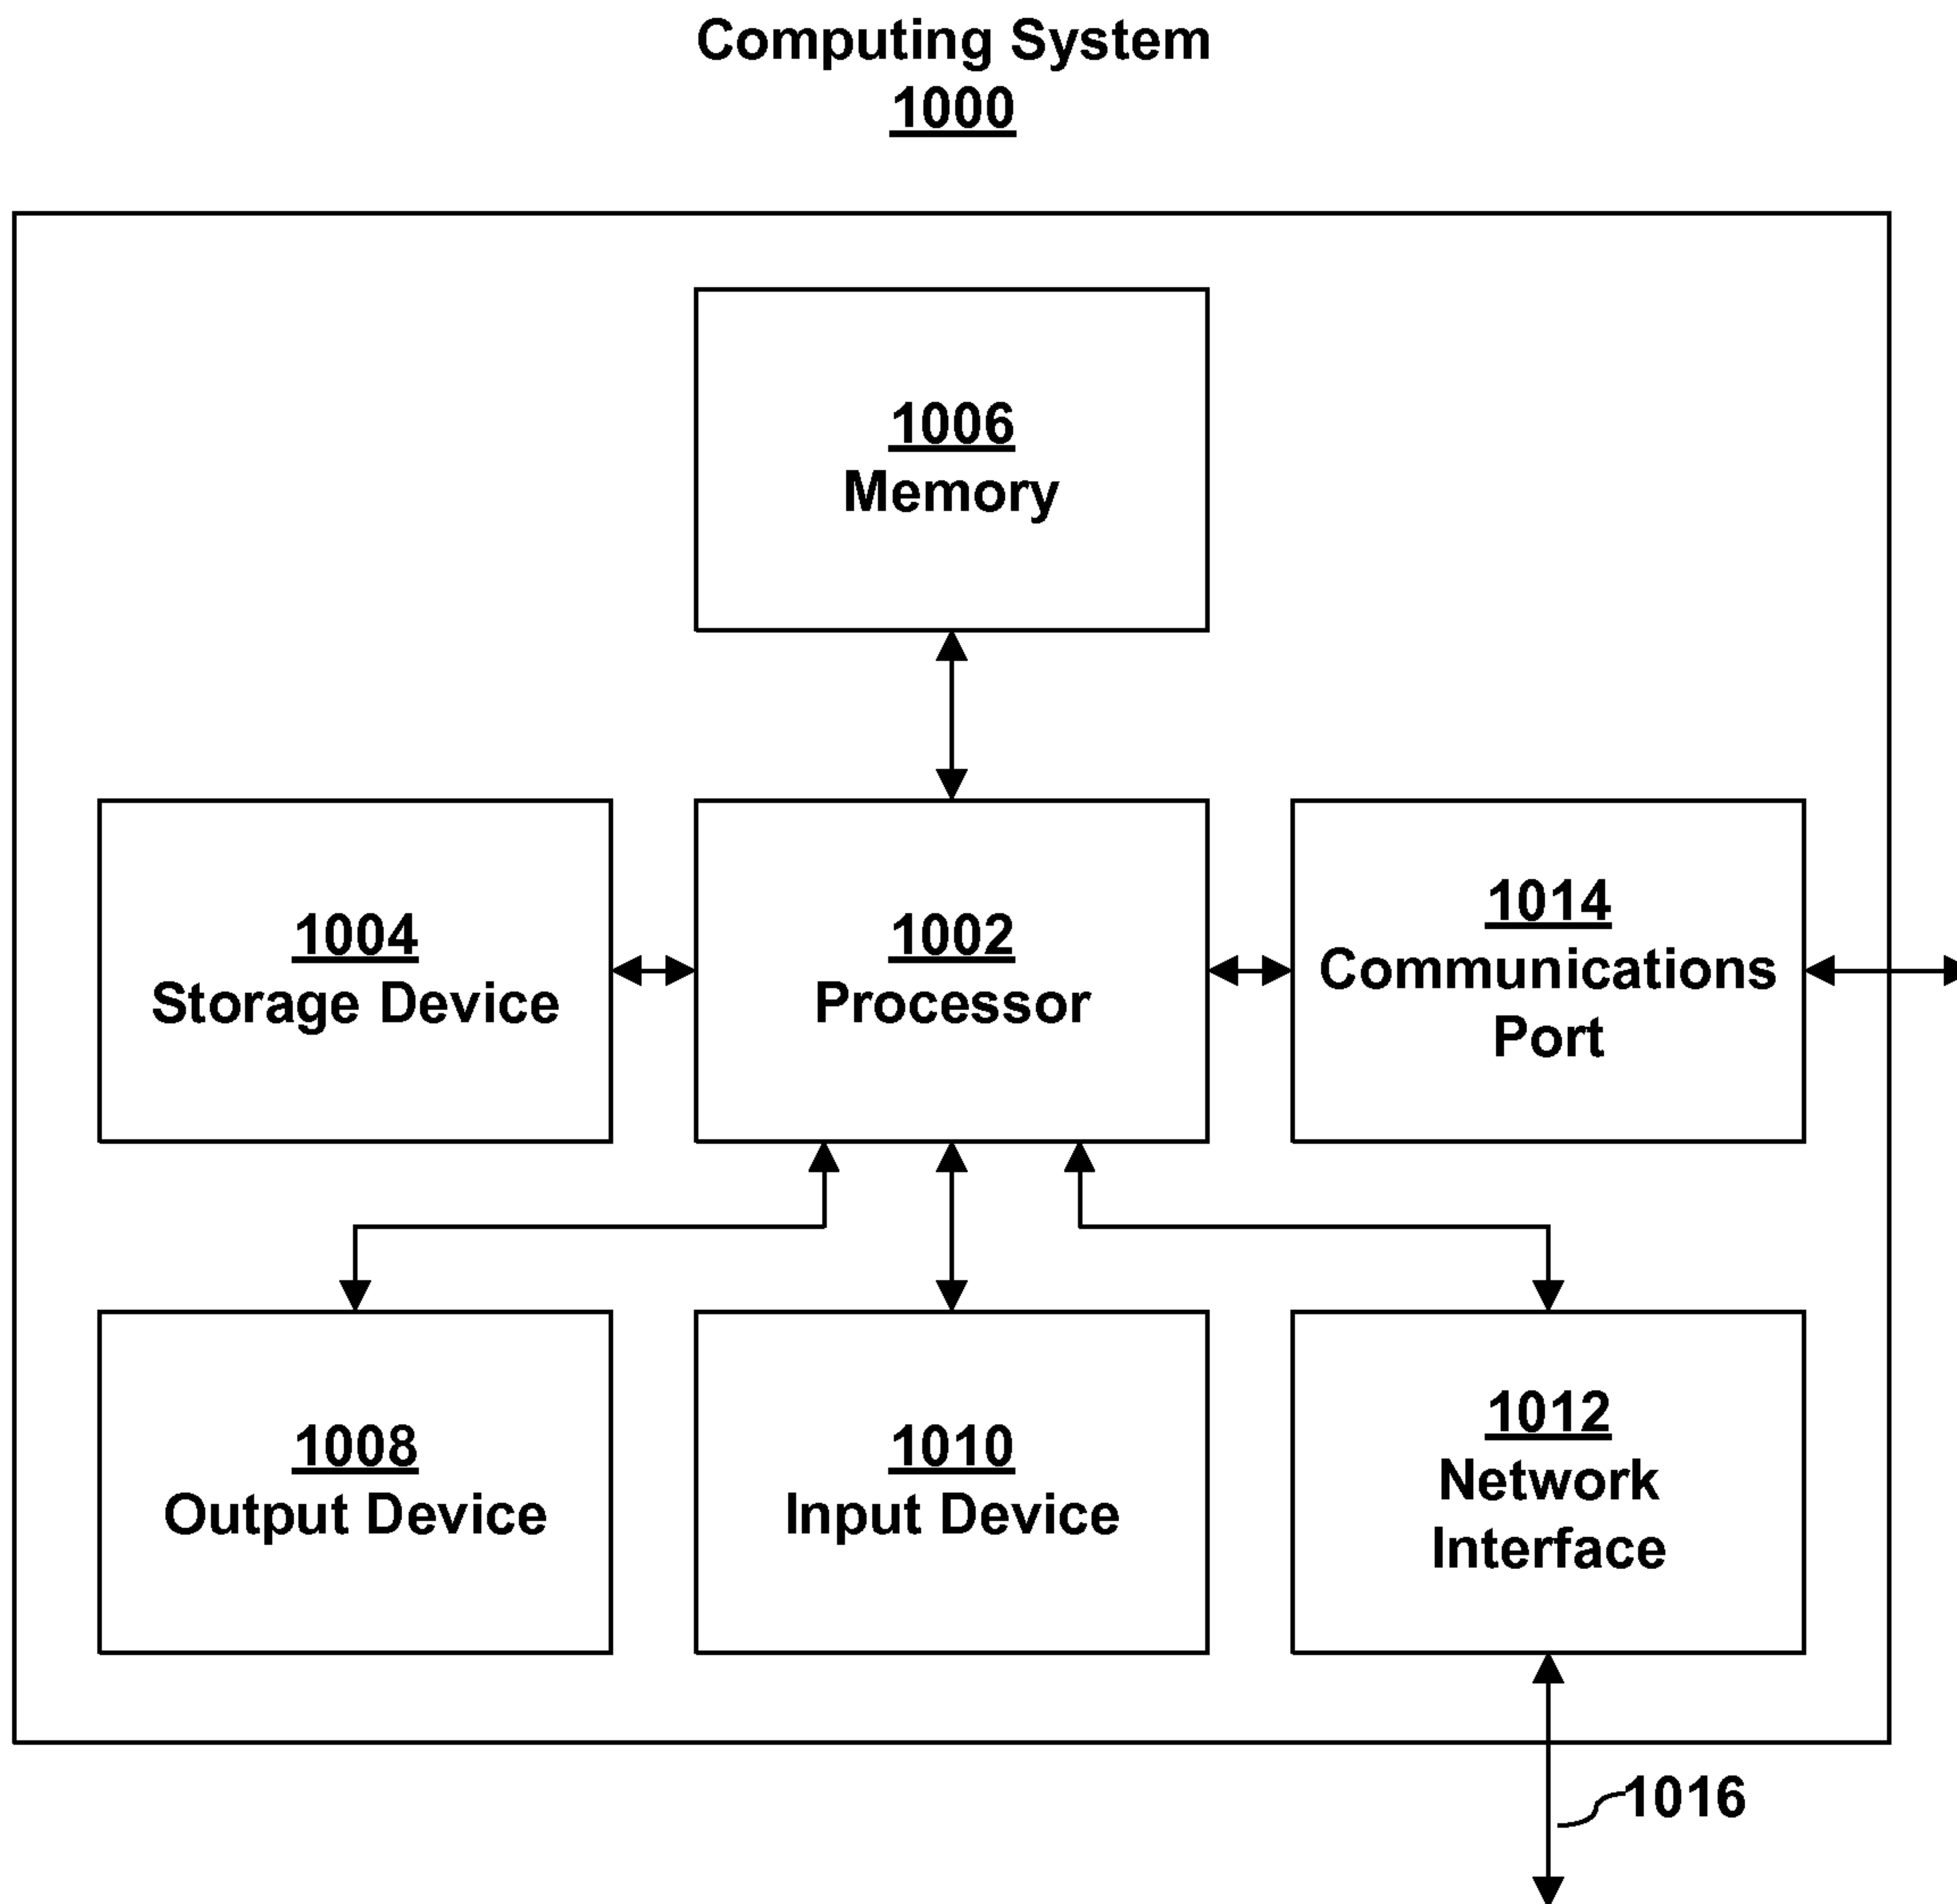 Computing System
1000
1006
Memory
1004
Storage Device
1002
Processor
1014
Communications
Port
1008
Output Device
1010
Input Device
1012
Network
Interface
1016